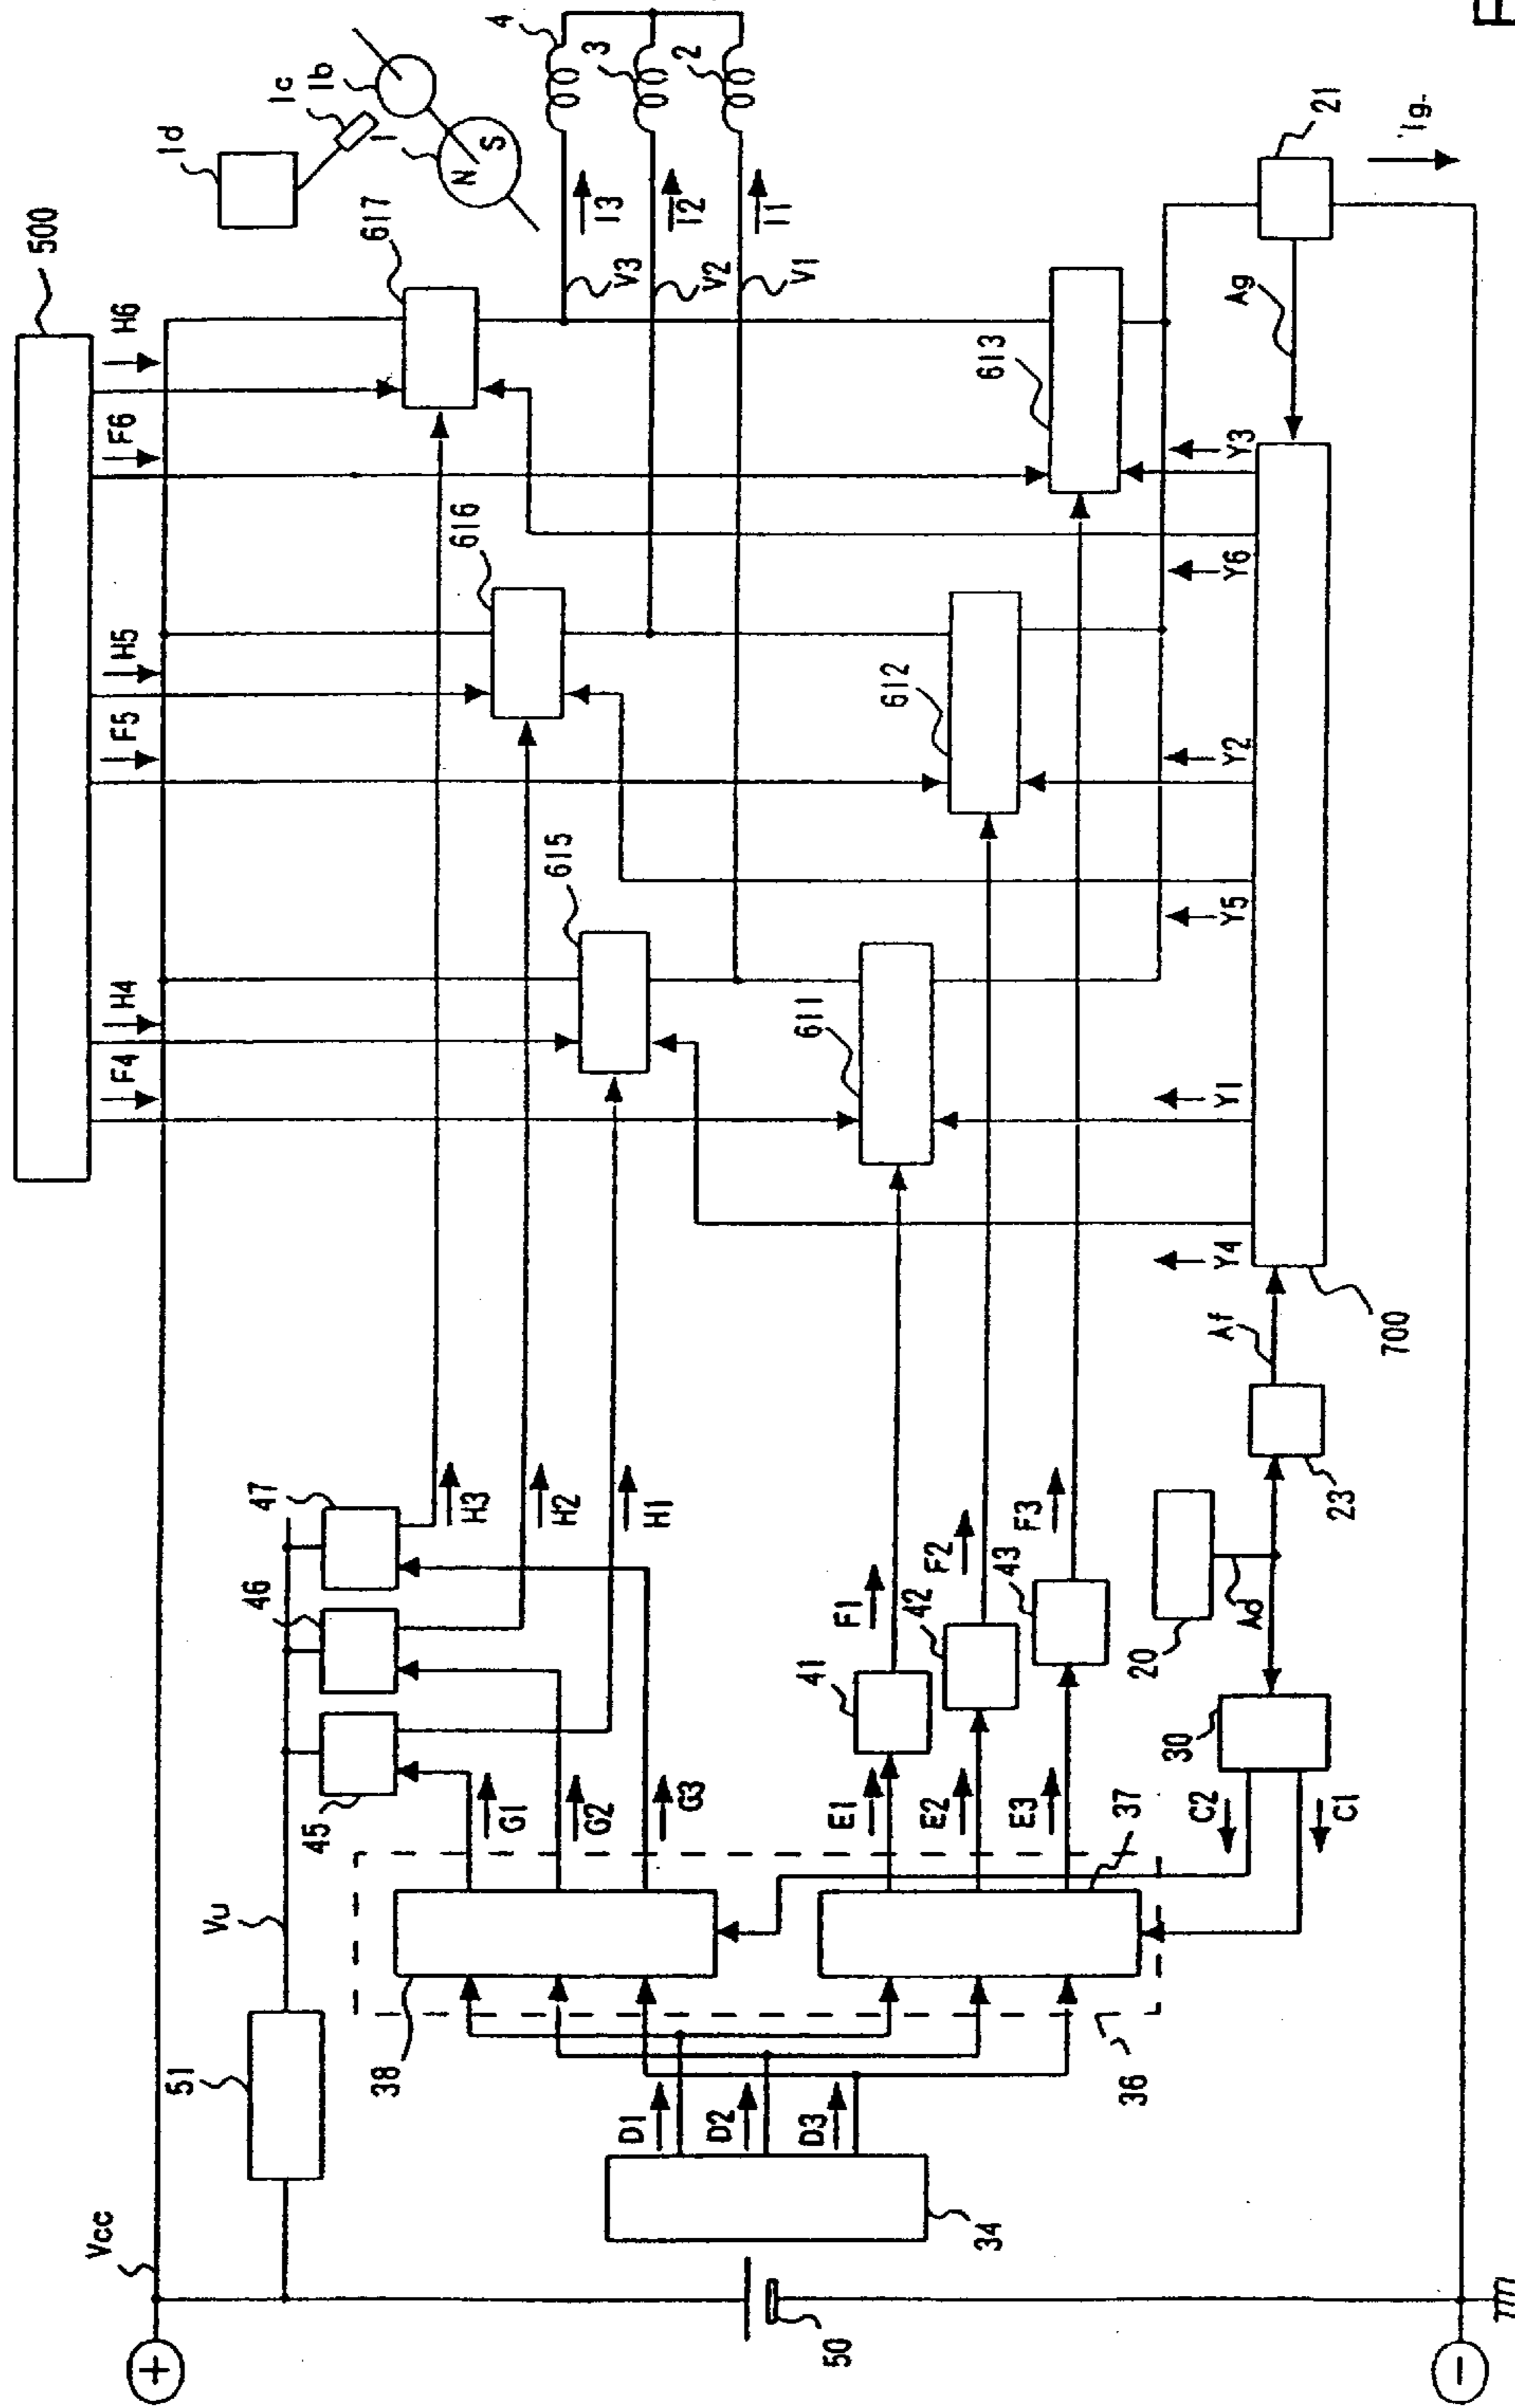 500
1d
1c
1b
1
N
S
4
3
2
617
H6
F6
616
H5
F5
615
H4
F4
I3
I2
I1
V3
V2
V1
613
612
611
21
Ig
Ag
Y3
Y6
Y2
Y5
Y1
Y4
700
Af
23
20
Ad
30
C2
C1
47
46
45
H3
H2
H1
F1
F2
F3
41
42
43
G1
G2
G3
E1
E2
E3
37
38
36
Vu
51
D1
D2
D3
34
Vcc
50
+
−